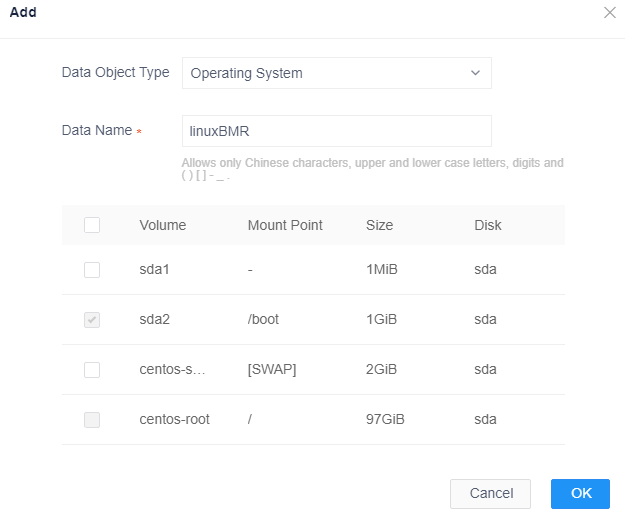 Add
Data Object Type Operating System
Data Name * linuxBMR
Allows only Chinese characters, upper and lower case letters, digits and
( ) [ ] - _ .
Volume Mount Point Size Disk
sda1 - 1MiB sda
sda2 /boot 1GiB sda
centos-s... [SWAP] 2GiB sda
centos-root / 97GiB sda
Cancel OK